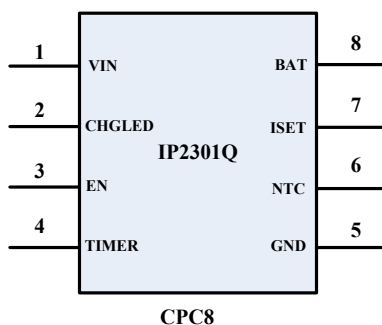 1 VIN BAT 8
2 CHGLED ISET 7
IP2301Q
3 EN NTC 6
4 TIMER GND 5
CPC8